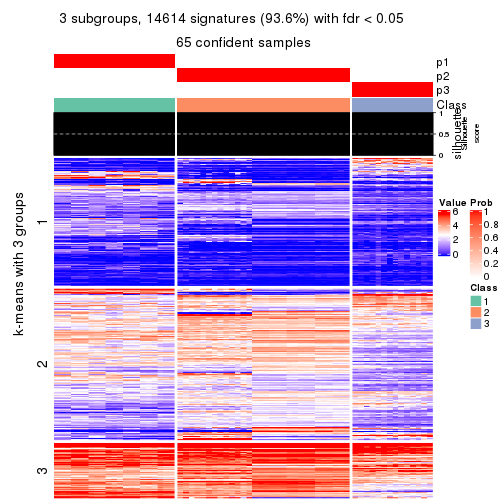 3 subgroups, 14614 signatures (93.6%) with fdr < 0.05
65 confident samples
p1
p2
p3
Class
1
0.5
0
silhouette
Silhouette
score
k-means with 3 groups
1
2
3
Value
6
4
2
0
Prob
1
0.8
0.6
0.4
0.2
0
Class
1
2
3